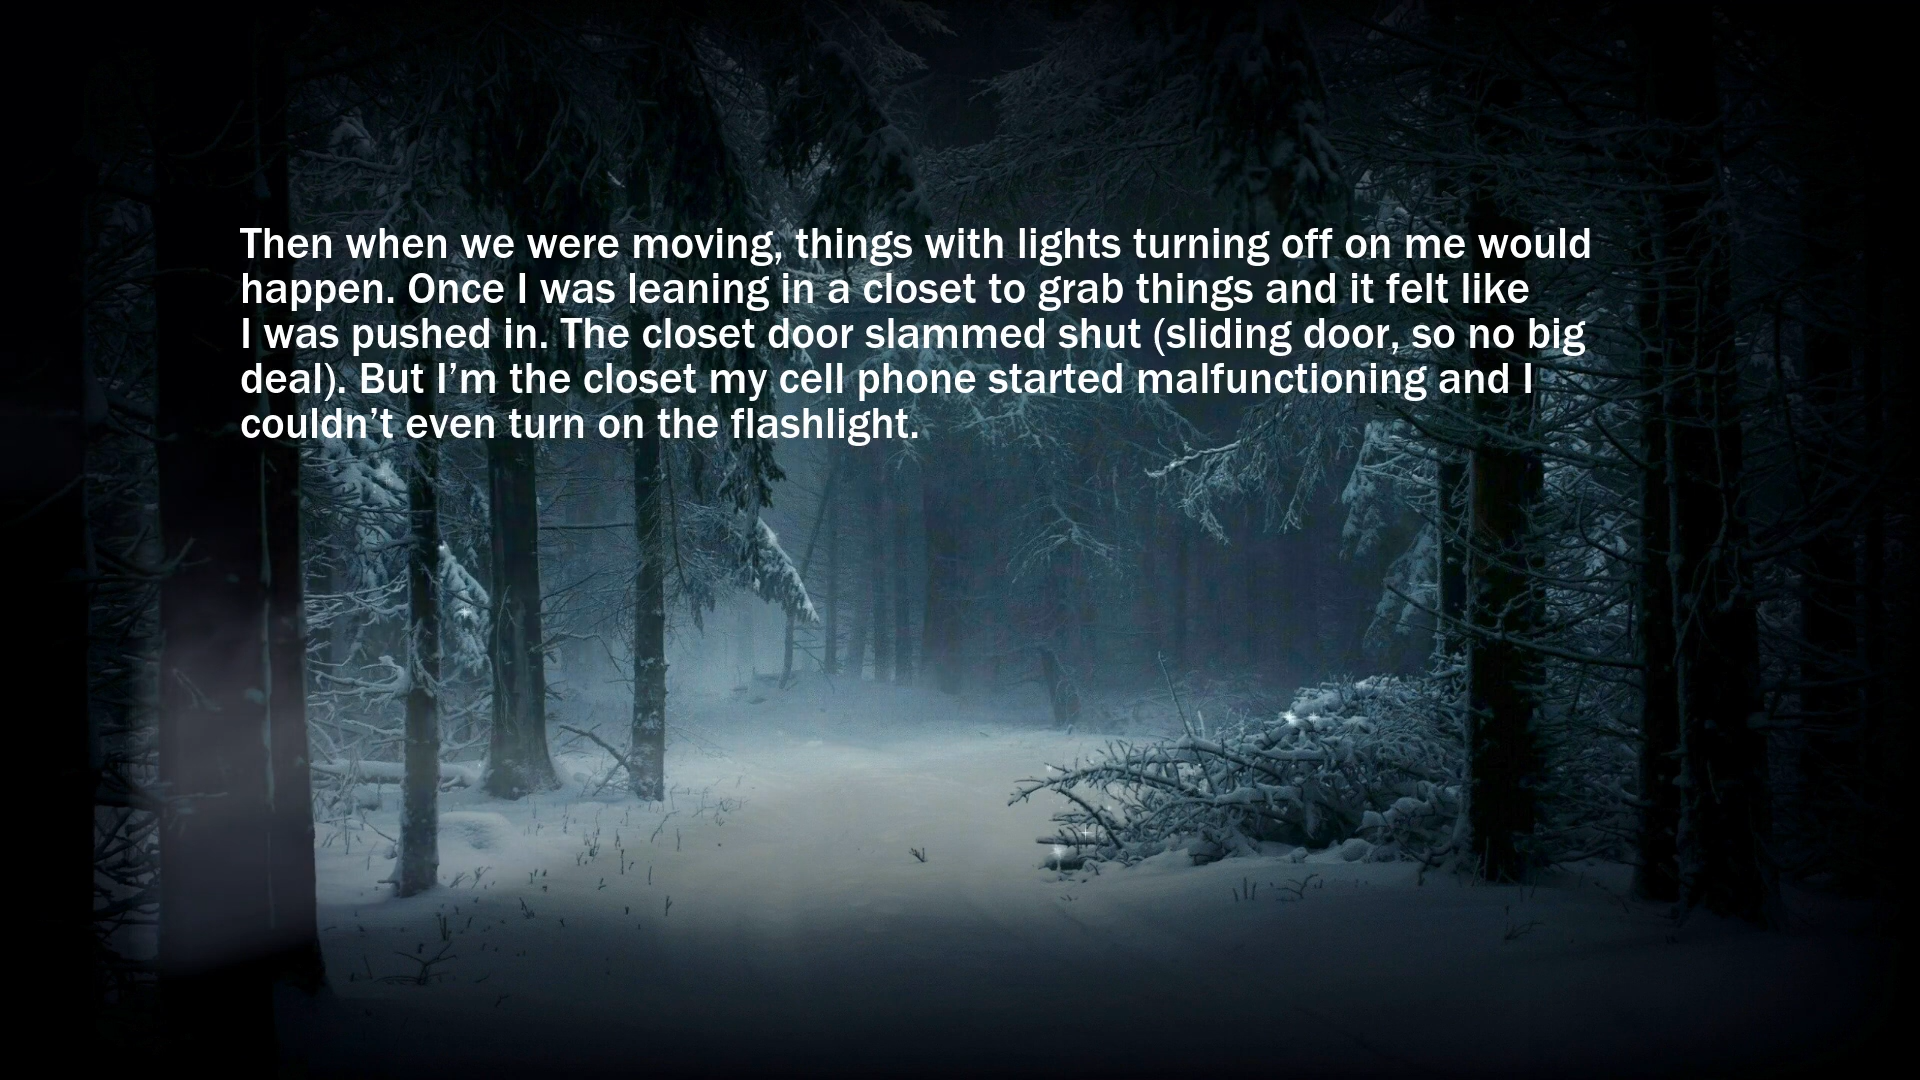 Then when we were moving, things with lights turning off on me would
happen. Once I was leaning in a closet to grab things and it felt like
I was pushed in. The closet door slammed shut (sliding door, so no big
deal). But I’m the closet my cell phone started malfunctioning and I
couldn’t even turn on the flashlight.